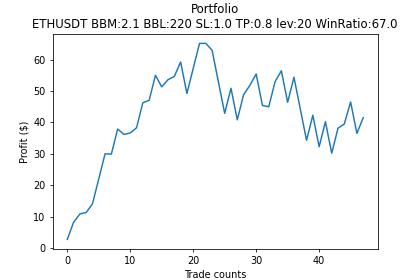 Portfolio
ETHUSDT BBM:2.1 BBL:220 SL:1.0 TP:0.8 lev:20 WinRatio:67.0
Profit ($)
60
50
40
30
20
10
0
0 10 20 30 40
Trade counts